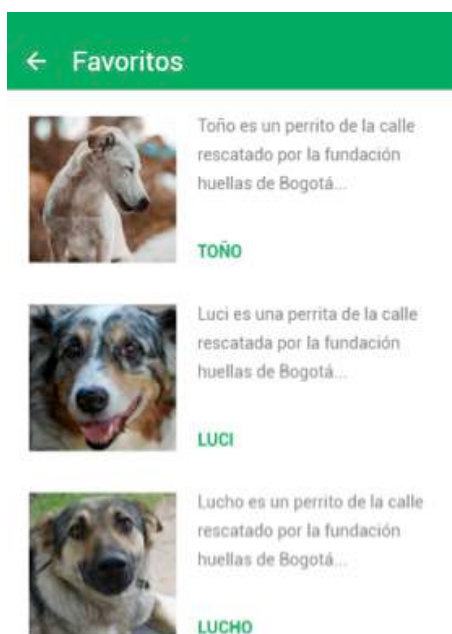 Favoritos
Toño es un perrito de la calle
rescatado por la fundación
huellas de Bogotá...
TOÑO
Luci es una perrita de la calle
rescatada por la fundación
huellas de Bogotá...
LUCI
Lucho es un perrito de la calle
rescatado por la fundación
huellas de Bogotá...
LUCHO